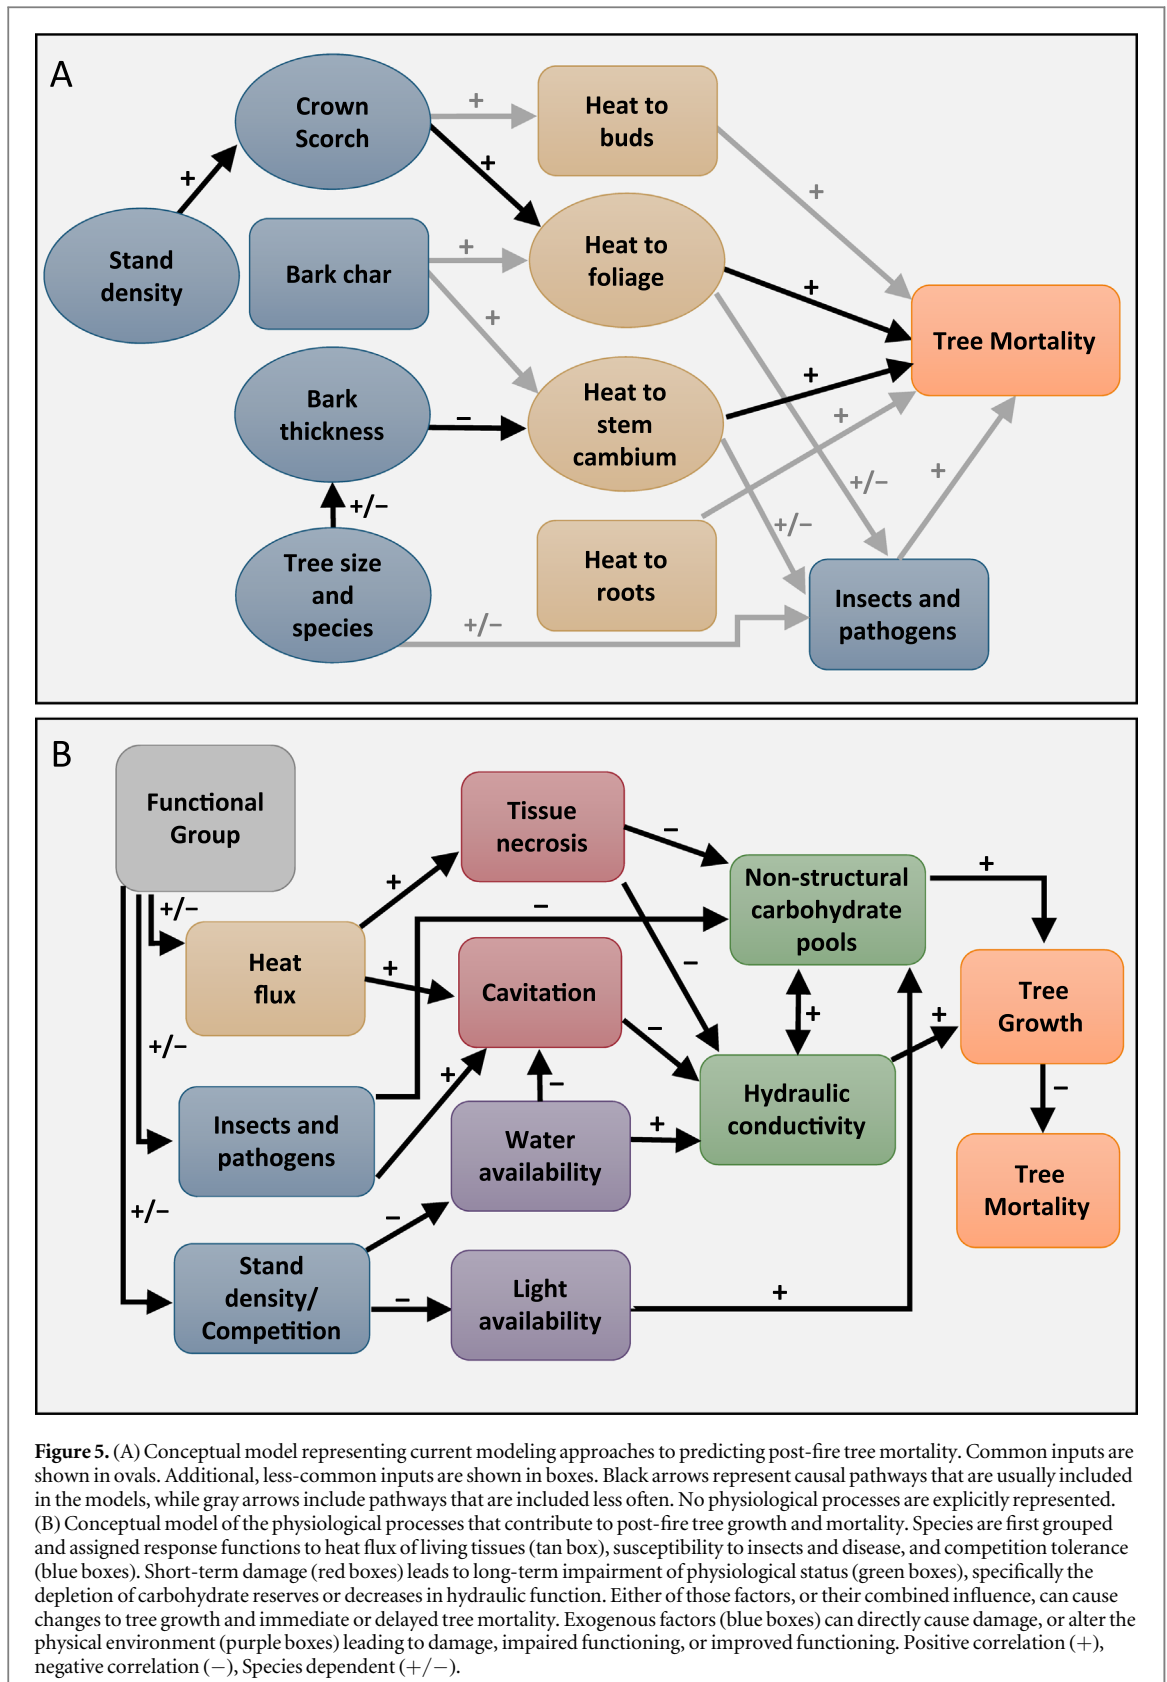 A
Crown
Scorch
+
Heat to
buds
+
+
+
Stand
density
Bark char
+
Heat to
foliage
+
+
Tree Mortality
Bark
thickness
−
Heat to
stem
cambium
+
+
+/−
+
+/−
+/−
Tree size
and
species
Heat to
roots
+/−
Insects and
pathogens
B
Functional
Group
Tissue
necrosis
−
Non-structural
carbohydrate
pools
+
+
+/−
−
Heat
flux
+
Cavitation
−
−
+
+
Tree
Growth
+/−
+
−
Hydraulic
conductivity
−
Insects and
pathogens
Water
availability
+
Tree
Mortality
+/−
−
Stand
density/
Competition
−
Light
availability
+
Figure 5. (A) Conceptual model representing current modeling approaches to predicting post-fire tree mortality. Common inputs are
shown in ovals. Additional, less-common inputs are shown in boxes. Black arrows represent causal pathways that are usually included
in the models, while gray arrows include pathways that are included less often. No physiological processes are explicitly represented.
(B) Conceptual model of the physiological processes that contribute to post-fire tree growth and mortality. Species are first grouped
and assigned response functions to heat flux of living tissues (tan box), susceptibility to insects and disease, and competition tolerance
(blue boxes). Short-term damage (red boxes) leads to long-term impairment of physiological status (green boxes), specifically the
depletion of carbohydrate reserves or decreases in hydraulic function. Either of those factors, or their combined influence, can cause
changes to tree growth and immediate or delayed tree mortality. Exogenous factors (blue boxes) can directly cause damage, or alter the
physical environment (purple boxes) leading to damage, impaired functioning, or improved functioning. Positive correlation (+),
negative correlation (−), Species dependent (+/−).